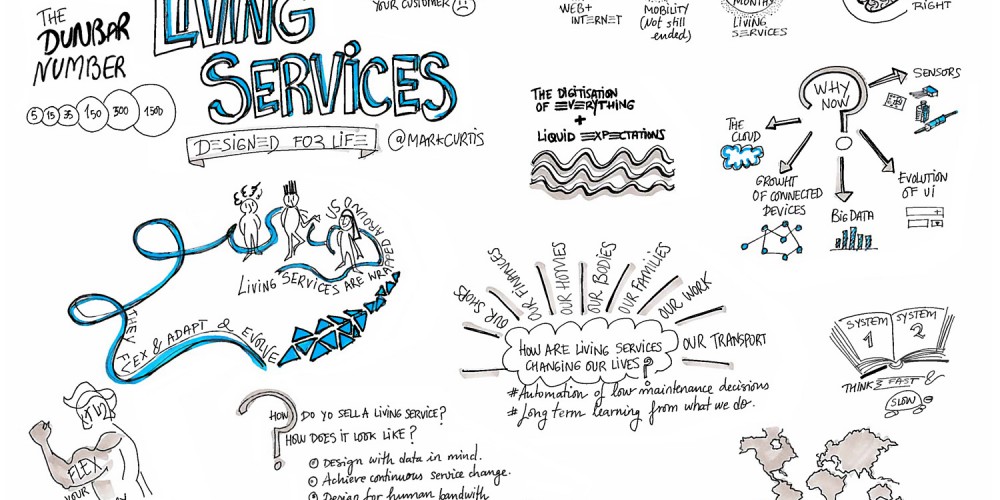 THE
DUNBAR
NUMBER
5 15 35 150 300 1500
LIVING
SERVICES
DESIGNED FOR LIFE
@MARKCURTIS
YOUR CUSTOMER
WEB+
INTERNET
MOBILITY
(Not still
ended)
MONTH
LIVING
SERVICES
RIGHT
THE DIGITISATION
OF EVERYTHING
+
LIQUID EXPECTATIONS
WHY
NOW
SENSORS
THE
CLOUD
GROWHT
OF CONNECTED
DEVICES
BIG DATA
EVOLUTION
OF UI
LIVING SERVICES ARE WRAPPED AROUND US
THEY FLEX & ADAPT & EVOLVE
OUR SHOPS
OUR FINANCES
OUR HOMES
OUR BODIES
OUR FAMILIES
OUR WORK
OUR TRANSPORT
HOW ARE LIVING SERVICES
CHANGING OUR LIVES?
#Automation of low maintenance decisions
#Long term learning from what we do.
SYSTEM
1
SYSTEM
2
THINK FAST &
SLOW
FLEX
YOUR
HOW DO YO SELL A LIVING SERVICE?
HOW DOES IT LOOK LIKE?
Design with data in mind.
Achieve continuous service change.
Design for human bandwith